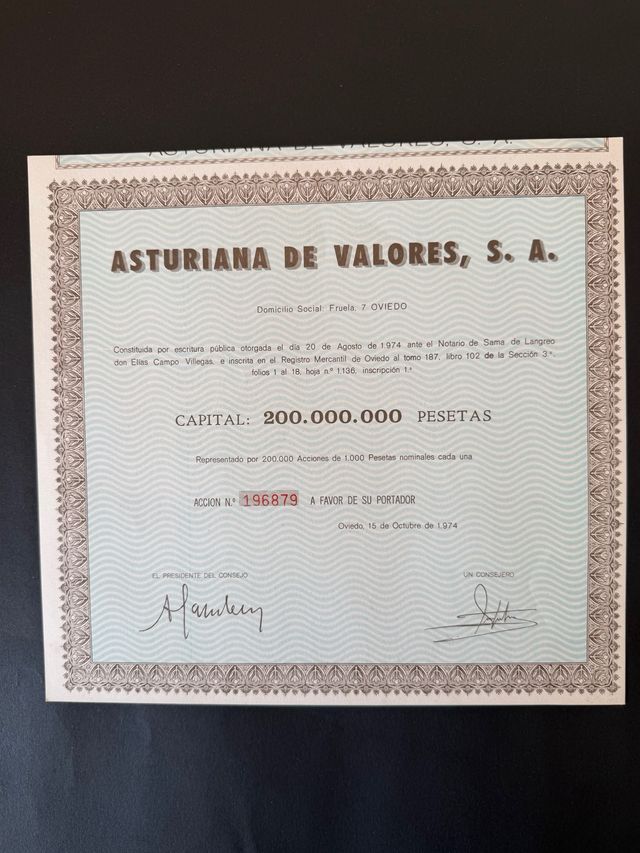 ASTURIANA DE VALORES, S. A.
ASTURIANA DE VALORES, S. A.
Domicilio Social: Fruela, 7 OVIEDO
Constituida por escritura pública otorgada el día 20 de Agosto de 1.974 ante el Notario de Sama de Langreo
don Elías Campo Villegas, e inscrita en el Registro Mercantil de Oviedo al tomo 187, libro 102 de la Sección 3.ª,
folios 1 al 18, hoja n.º 1.136, inscripción 1.ª
CAPITAL: 200.000.000 PESETAS
Representado por 200.000 Acciones de 1.000 Pesetas nominales cada una
ACCION N.º 196879 A FAVOR DE SU PORTADOR
Oviedo, 15 de Octubre de 1.974
EL PRESIDENTE DEL CONSEJO UN CONSEJERO